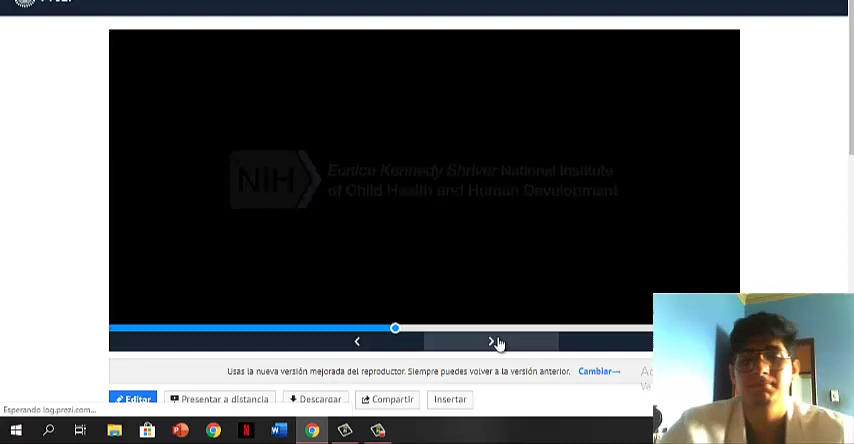 NIH Eunice Kennedy Shriver National Institute
of Child Health and Human Development
Usas la nueva versión mejorada del reproductor. Siempre puedes volver a la versión anterior. Cambiar→
Editar Presentar a distancia Descargar Compartir Insertar
Esperando log.prezi.com...